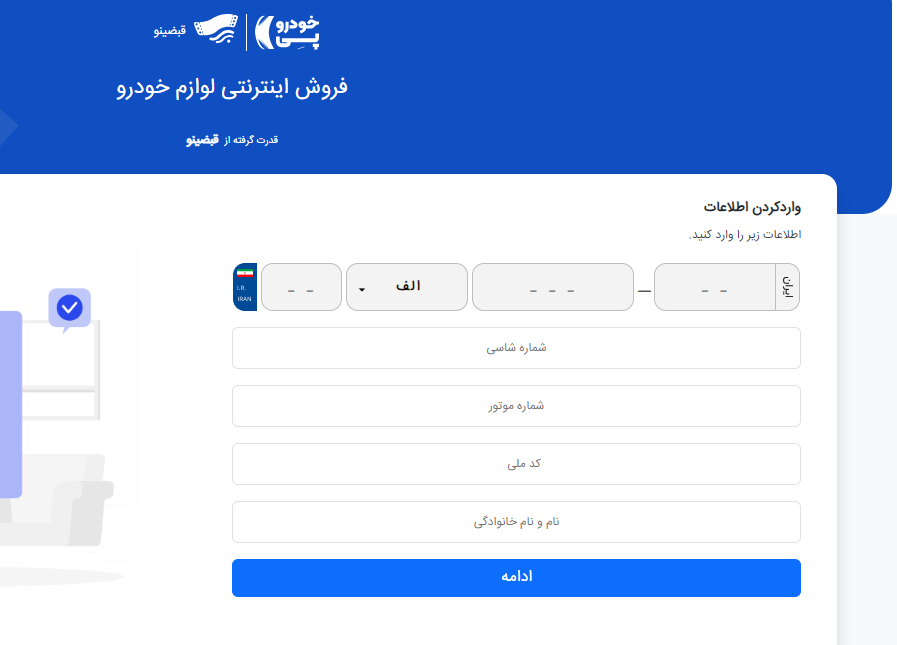 خودرو پــی قبضینو
فروش اینترنتی لوازم خودرو
قدرت گرفته از قبضینو
واردکردن اطلاعات
اطلاعات زیر را وارد کنید.
ایران _ _ — _ _ _ الف _ _ I.R. IRAN
شماره شاسی
شماره موتور
کد ملی
نام و نام خانوادگی
ادامه